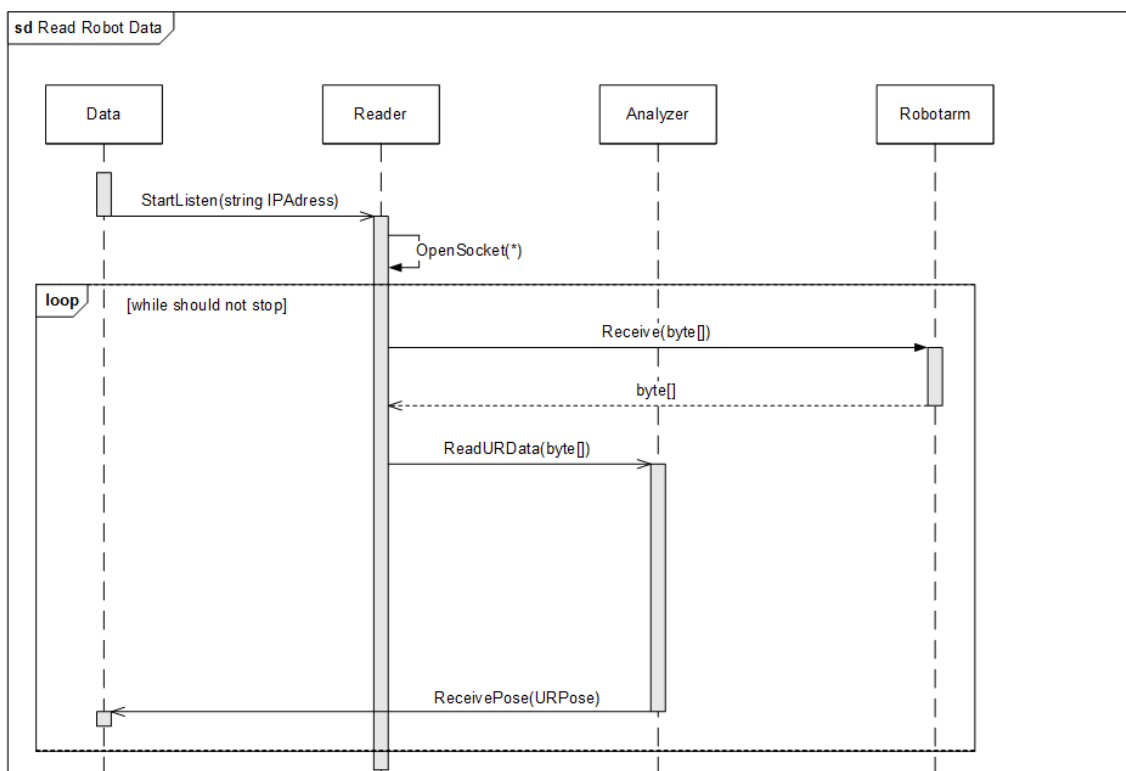 sd Read Robot Data
Data
Reader
Analyzer
Robotarm
StartListen(string IPAdress)
OpenSocket(*)
loop
[while should not stop]
Receive(byte[])
byte[]
ReadURData(byte[])
ReceivePose(URPose)